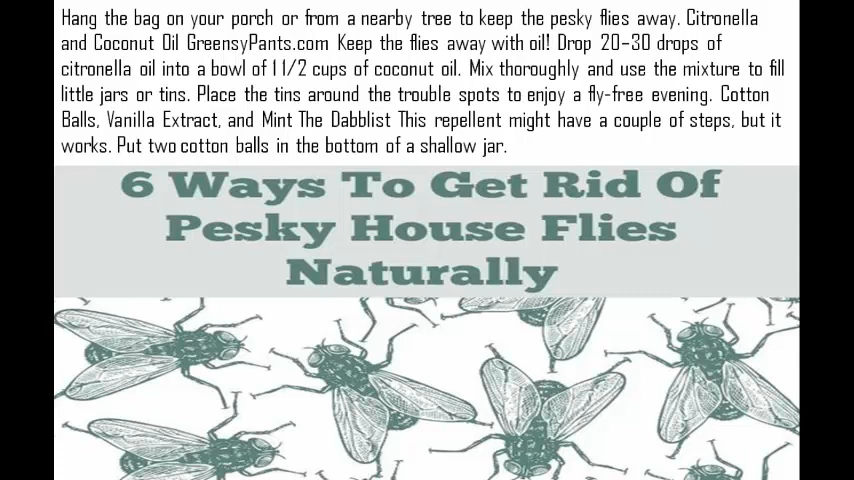 Hang the bag on your porch or from a nearby tree to keep the pesky flies away. Citronella
and Coconut Oil GreensyPants.com Keep the flies away with oil! Drop 20–30 drops of
citronella oil into a bowl of 1 1/2 cups of coconut oil. Mix thoroughly and use the mixture to fill
little jars or tins. Place the tins around the trouble spots to enjoy a fly-free evening. Cotton
Balls, Vanilla Extract, and Mint The Dabblist This repellent might have a couple of steps, but it
works. Put two cotton balls in the bottom of a shallow jar.
6 Ways To Get Rid Of
Pesky House Flies
Naturally